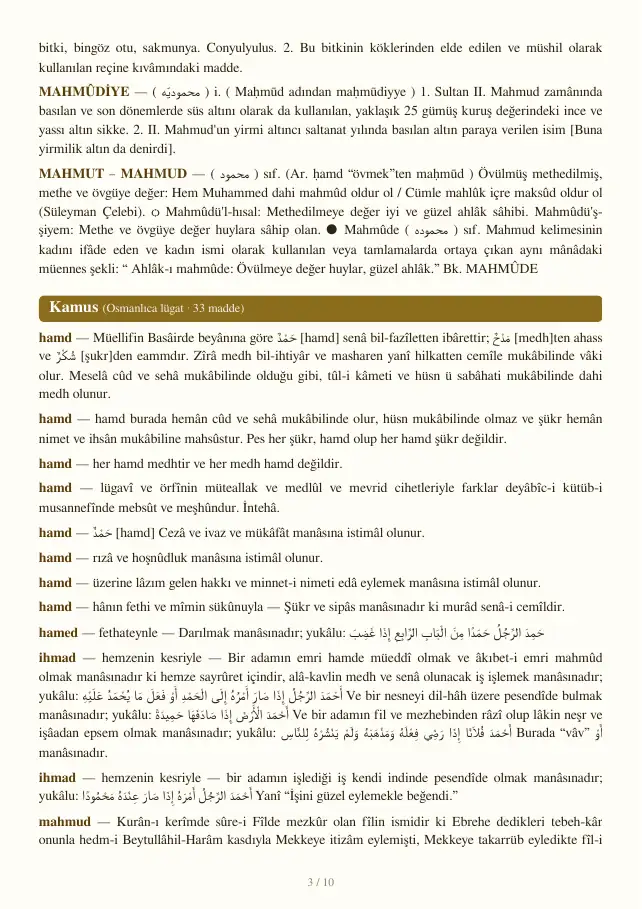 bitki, bingöz otu, sakmunya. Conyulyulus. 2. Bu bitkinin köklerinden elde edilen ve müshil olarak
kullanılan reçine kıvâmındaki madde.
MAHMÛDİYE — ( محموديّه ) i. ( Maḥmūd adından maḥmūdiyye ) 1. Sultan II. Mahmud zamânında
basılan ve son dönemlerde süs altını olarak da kullanılan, yaklaşık 25 gümüş kuruş değerindeki ince ve
yassı altın sikke. 2. II. Mahmud'un yirmi altıncı saltanat yılında basılan altın paraya verilen isim [Buna
yirmilik altın da denirdi].
MAHMUT – MAHMUD — ( محمود ) sıf. (Ar. ḥamd “övmek”ten maḥmūd ) Övülmüş methedilmiş,
methe ve övgüye değer: Hem Muhammed dahi mahmûd oldur ol / Cümle mahlûk içre maksûd oldur ol
(Süleyman Çelebi). ѻ Mahmûdü'l-hısal: Methedilmeye değer iyi ve güzel ahlâk sâhibi. Mahmûdü'ş-
şiyem: Methe ve övgüye değer huylara sâhip olan. ● Mahmûde ( محموده ) sıf. Mahmud kelimesinin
kadını ifâde eden ve kadın ismi olarak kullanılan veya tamlamalarda ortaya çıkan aynı mânâdaki
müennes şekli: “ Ahlâk-ı mahmûde: Övülmeye değer huylar, güzel ahlâk.” Bk. MAHMÛDE
Kamus (Osmanlıca lügat · 33 madde)
hamd — Müellifin Basâirde beyânına göre حَمْدٌ [hamd] senâ bil-fazîletten ibârettir; مَدْحٌ [medh]ten ahass
ve شُكْرٌ [şukr]den eammdır. Zîrâ medh bil-ihtiyâr ve masharen yanî hilkatten cemîle mukâbilinde vâki
olur. Meselâ cûd ve sehâ mukâbilinde olduğu gibi, tûl-i kâmeti ve hüsn ü sabâhati mukâbilinde dahi
medh olunur.
hamd — hamd burada hemân cûd ve sehâ mukâbilinde olur, hüsn mukâbilinde olmaz ve şükr hemân
nimet ve ihsân mukâbiline mahsûstur. Pes her şükr, hamd olup her hamd şükr değildir.
hamd — her hamd medhtir ve her medh hamd değildir.
hamd — lügavî ve örfînin müteallak ve medlûl ve mevrid cihetleriyle farklar deyâbîc-i kütüb-i
musannefînde mebsût ve meşhûndur. İntehâ.
hamd — حَمْدٌ [hamd] Cezâ ve ivaz ve mükâfât manâsına istimâl olunur.
hamd — rızâ ve hoşnûdluk manâsına istimâl olunur.
hamd — üzerine lâzım gelen hakkı ve minnet-i nimeti edâ eylemek manâsına istimâl olunur.
hamd — hânın fethi ve mîmin sükûnuyla — Şükr ve sipâs manâsınadır ki murâd senâ-i cemîldir.
hamed — fethateynle — Darılmak manâsınadır; yukâlu: حَمِدَ الرَّجُلُ حَمَدًا مِنَ الْبَابِ الرَّابِعِ إِذَا غَضِبَ
ihmad — hemzenin kesriyle — Bir adamın emri hamde müeddî olmak ve âkıbet-i emri mahmûd
olmak manâsınadır ki hemze sayrûret içindir, alâ-kavlin medh ve senâ olunacak iş işlemek manâsınadır;
yukâlu: أَحْمَدَ الرَّجُلُ إِذَا صَارَ أَمْرُهُ إِلَى الْحَمْدِ أَوْ فَعَلَ مَا يُحْمَدُ عَلَيْهِ Ve bir nesneyi dil-hâh üzere pesendîde bulmak
manâsınadır; yukâlu: أَحْمَدَ الْأَرْضَ إِذَا صَادَفَهَا حَمِيدَةً Ve bir adamın fiil ve mezhebinden râzî olup lâkin neşr ve
işâadan epsem olmak manâsınadır; yukâlu: أَحْمَدَ فُلَانًا إِذَا رَضِيَ فِعْلَهُ وَمَذْهَبَهُ وَلَمْ يَنْشُرْهُ لِلنَّاسِ Burada “vâv” أَوْ
manâsınadır.
ihmad — hemzenin kesriyle — bir adamın işlediği iş kendi indinde pesendîde olmak manâsınadır;
yukâlu: أَحْمَدَ الرَّجُلُ أَمْرَهُ إِذَا صَارَ عِنْدَهُ مَحْمُودًا Yanî “İşini güzel eylemekle beğendi.”
mahmud — Kurân-ı kerîmde sûre-i Fîlde mezkûr olan fîlin ismidir ki Ebrehe dedikleri tebeh-kâr
onunla hedm-i Beytullâhil-Harâm kasdıyla Mekkeye itizâm eylemişti, Mekkeye takarrüb eyledikte fîl-i
3 / 10